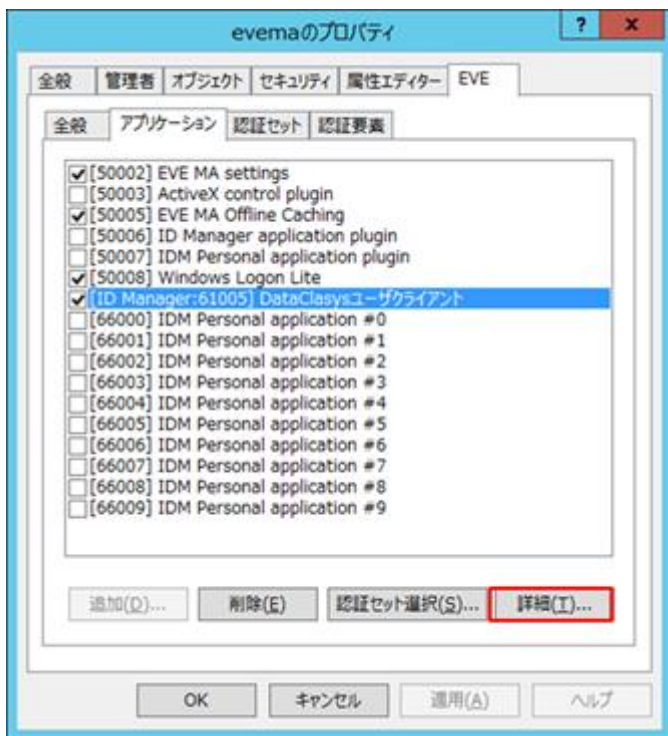 evemaのプロパティ
?
x
全般 管理者 オブジェクト セキュリティ 属性エディター EVE
全般 アプリケーション 認証セット 認証要素
[50002] EVE MA settings
[50003] ActiveX control plugin
[50005] EVE MA Offline Caching
[50006] ID Manager application plugin
[50007] IDM Personal application plugin
[50008] Windows Logon Lite
[ID Manager:61005] DataClasysユーザクライアント
[66000] IDM Personal application #0
[66001] IDM Personal application #1
[66002] IDM Personal application #2
[66003] IDM Personal application #3
[66004] IDM Personal application #4
[66005] IDM Personal application #5
[66006] IDM Personal application #6
[66007] IDM Personal application #7
[66008] IDM Personal application #8
[66009] IDM Personal application #9
追加(D)... 削除(E) 認証セット選択(S)... 詳細(T)...
OK キャンセル 適用(A) ヘルプ